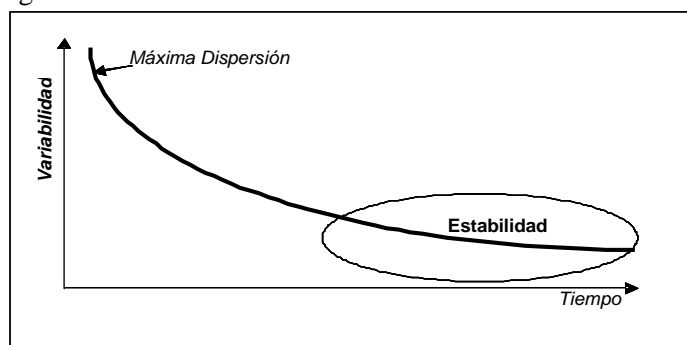 Máxima Dispersión
Variabilidad
Estabilidad
Tiempo